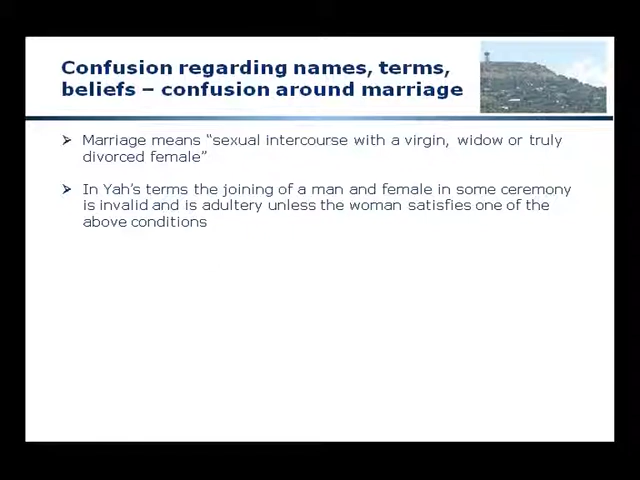 Confusion regarding names, terms,
beliefs – confusion around marriage
Marriage means “sexual intercourse with a virgin, widow or truly
divorced female”
In Yah’s terms the joining of a man and female in some ceremony
is invalid and is adultery unless the woman satisfies one of the
above conditions